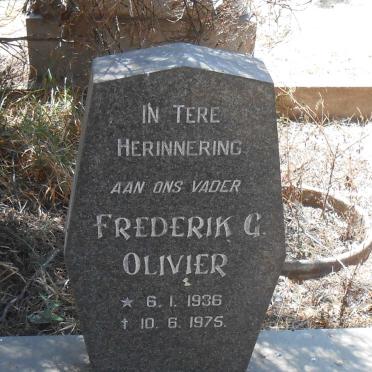 IN TERE
HERINNERING
AAN ONS VADER
FREDERIK G.
OLIVIER
* 6. 1. 1936
† 10. 6. 1975.